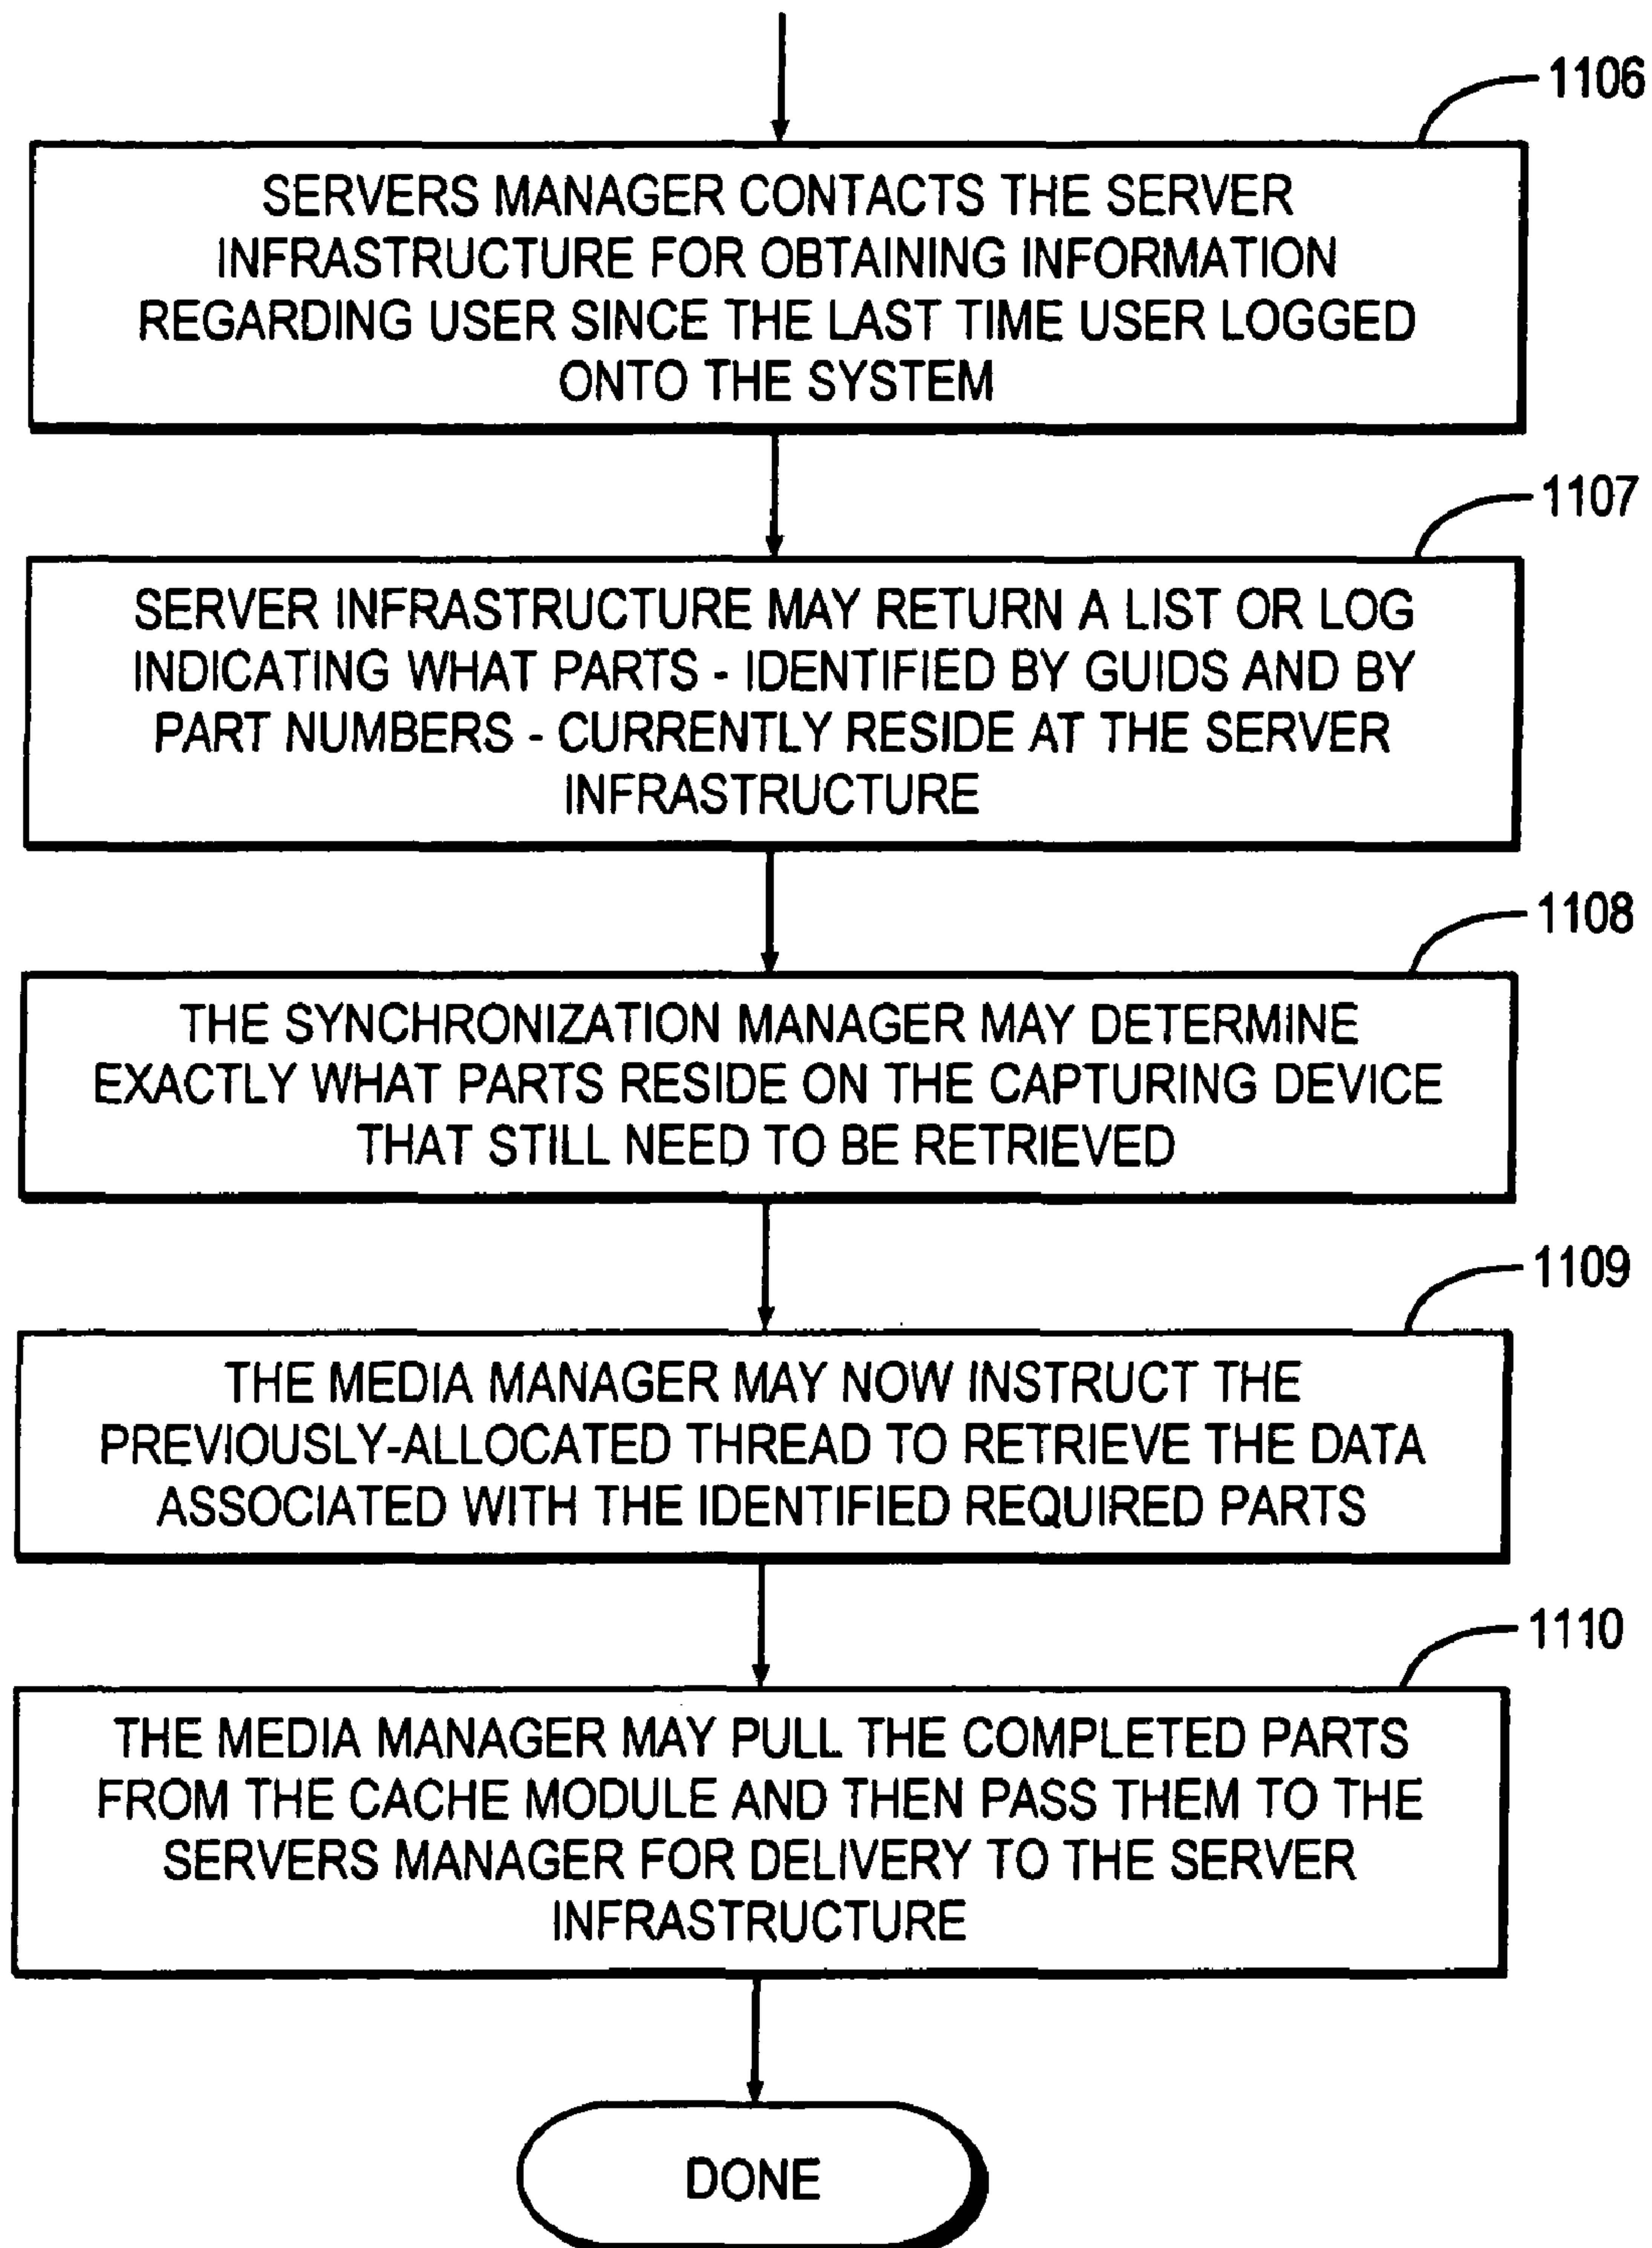 1106
SERVERS MANAGER CONTACTS THE SERVER
INFRASTRUCTURE FOR OBTAINING INFORMATION
REGARDING USER SINCE THE LAST TIME USER LOGGED
ONTO THE SYSTEM
1107
SERVER INFRASTRUCTURE MAY RETURN A LIST OR LOG
INDICATING WHAT PARTS - IDENTIFIED BY GUIDS AND BY
PART NUMBERS - CURRENTLY RESIDE AT THE SERVER
INFRASTRUCTURE
1108
THE SYNCHRONIZATION MANAGER MAY DETERMINE
EXACTLY WHAT PARTS RESIDE ON THE CAPTURING DEVICE
THAT STILL NEED TO BE RETRIEVED
1109
THE MEDIA MANAGER MAY NOW INSTRUCT THE
PREVIOUSLY-ALLOCATED THREAD TO RETRIEVE THE DATA
ASSOCIATED WITH THE IDENTIFIED REQUIRED PARTS
1110
THE MEDIA MANAGER MAY PULL THE COMPLETED PARTS
FROM THE CACHE MODULE AND THEN PASS THEM TO THE
SERVERS MANAGER FOR DELIVERY TO THE SERVER
INFRASTRUCTURE
DONE